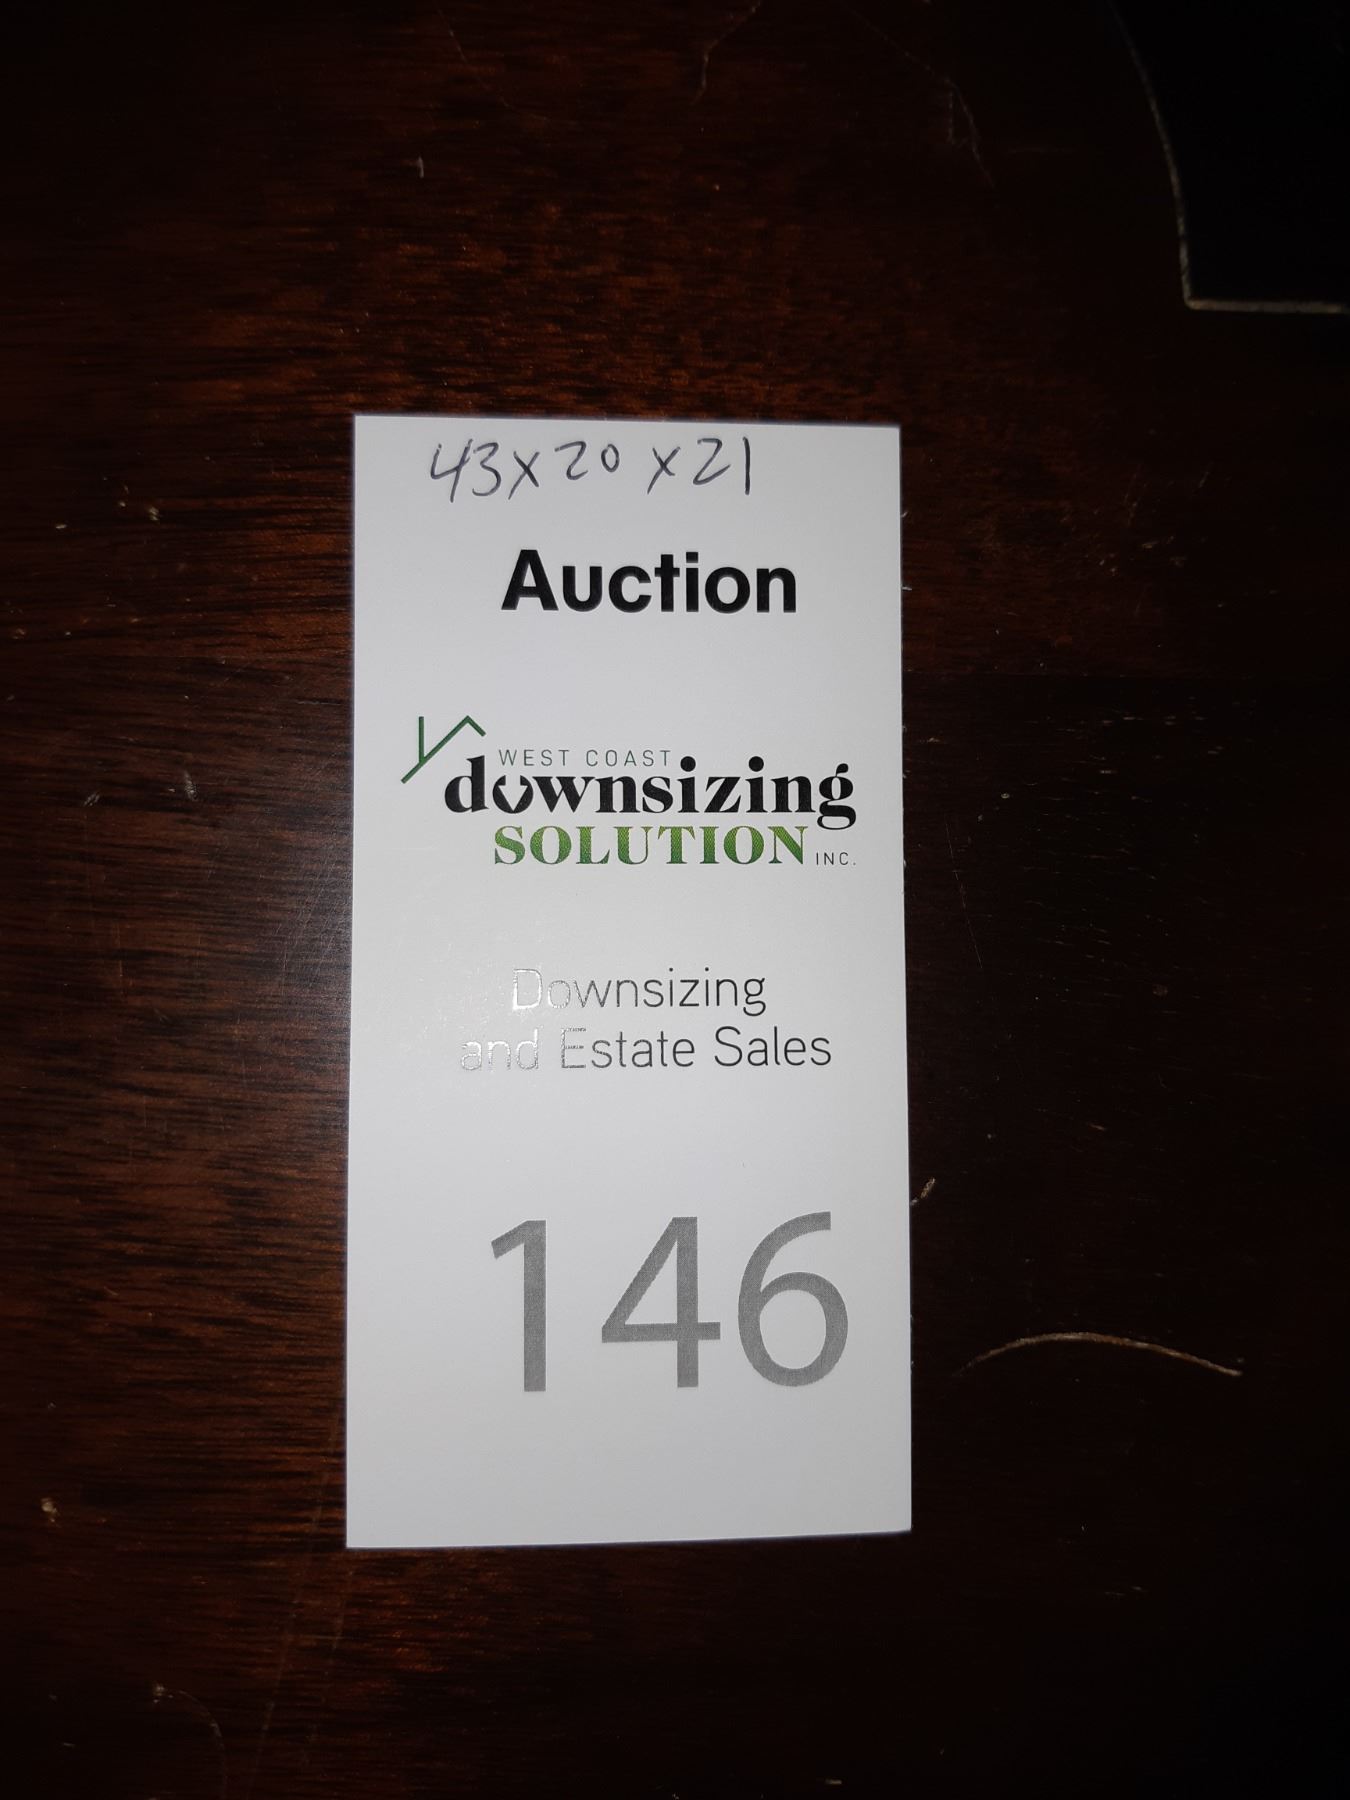 43x20x21
Auction
WEST COAST
downsizing
SOLUTION INC.
Downsizing
and Estate Sales
146